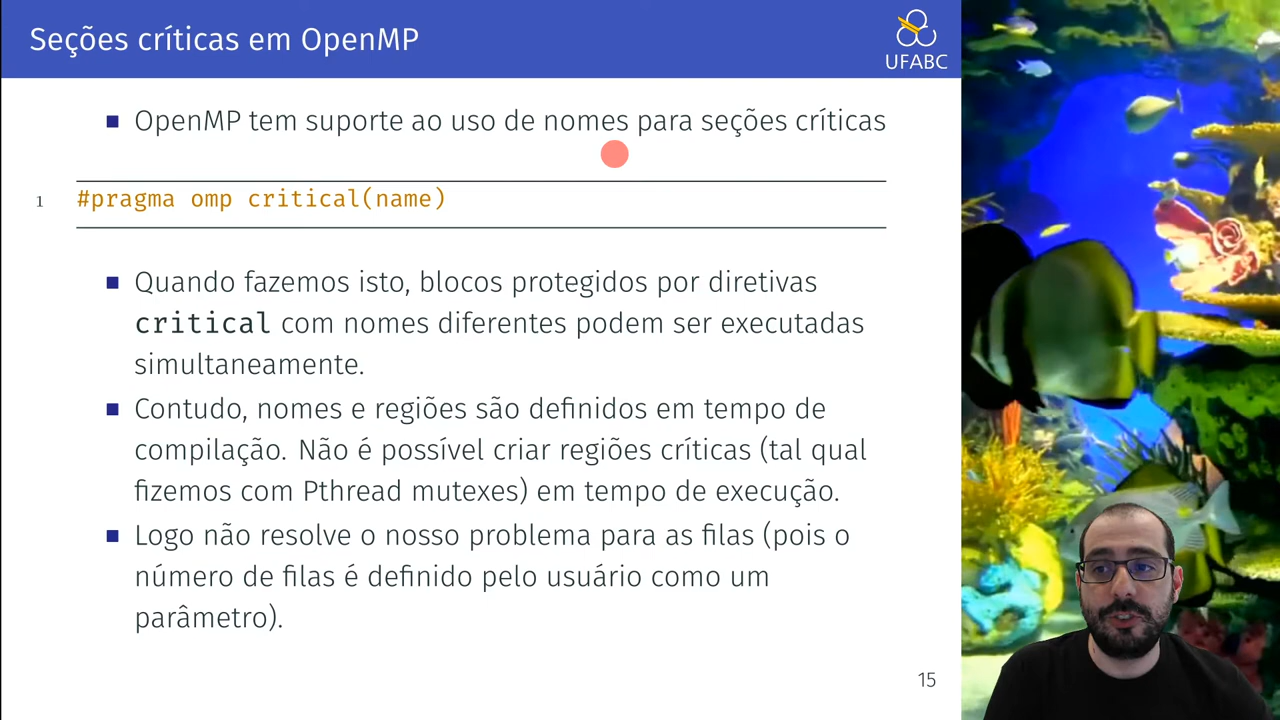 Seções críticas em OpenMP
UFABC
■ OpenMP tem suporte ao uso de nomes para seções críticas
1 #pragma omp critical(name)
■ Quando fazemos isto, blocos protegidos por diretivas
critical com nomes diferentes podem ser executadas
simultaneamente.
■ Contudo, nomes e regiões são definidos em tempo de
compilação. Não é possível criar regiões críticas (tal qual
fizemos com Pthread mutexes) em tempo de execução.
■ Logo não resolve o nosso problema para as filas (pois o
número de filas é definido pelo usuário como um
parâmetro).
15